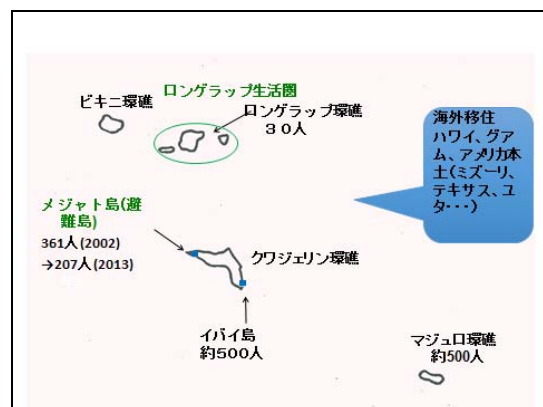 ロンゲラップ生活圏
ビキニ環礁
ロングラップ環礁
30人
海外移住
ハワイ、グア
ム、アメリカ本
土(ミズーリ、
テキサス、ユ
タ・・・)
メジャト島(避
難島)
361人(2002)
→207人(2013)
クワジェリン環礁
イバイ島
約500人
マジュロ環礁
約500人